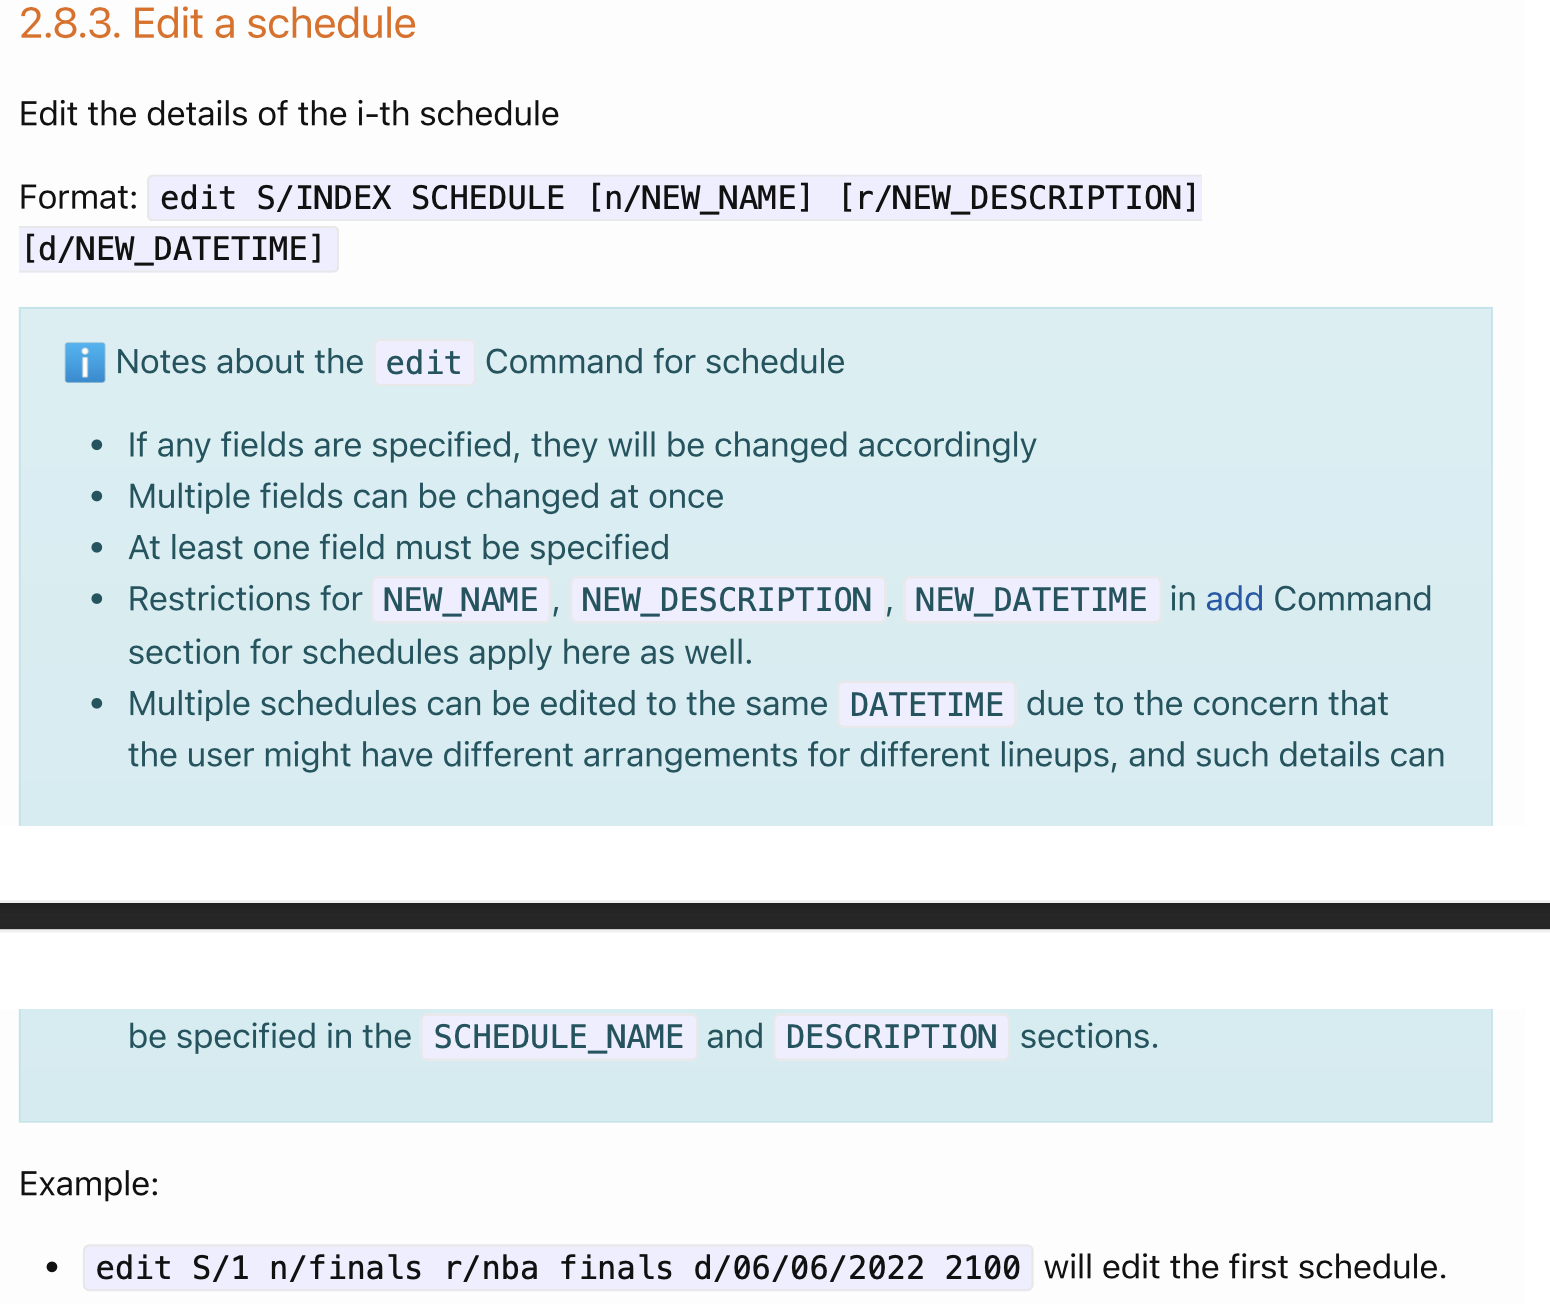 2.8.3. Edit a schedule
Edit the details of the i-th schedule
Format: edit S/INDEX SCHEDULE [n/NEW_NAME] [r/NEW_DESCRIPTION]
[d/NEW_DATETIME]
Notes about the edit Command for schedule
• If any fields are specified, they will be changed accordingly
• Multiple fields can be changed at once
• At least one field must be specified
• Restrictions for NEW_NAME, NEW_DESCRIPTION, NEW_DATETIME in add Command
section for schedules apply here as well.
• Multiple schedules can be edited to the same DATETIME due to the concern that
the user might have different arrangements for different lineups, and such details can
be specified in the SCHEDULE_NAME and DESCRIPTION sections.
Example:
• edit S/1 n/finals r/nba finals d/06/06/2022 2100 will edit the first schedule.